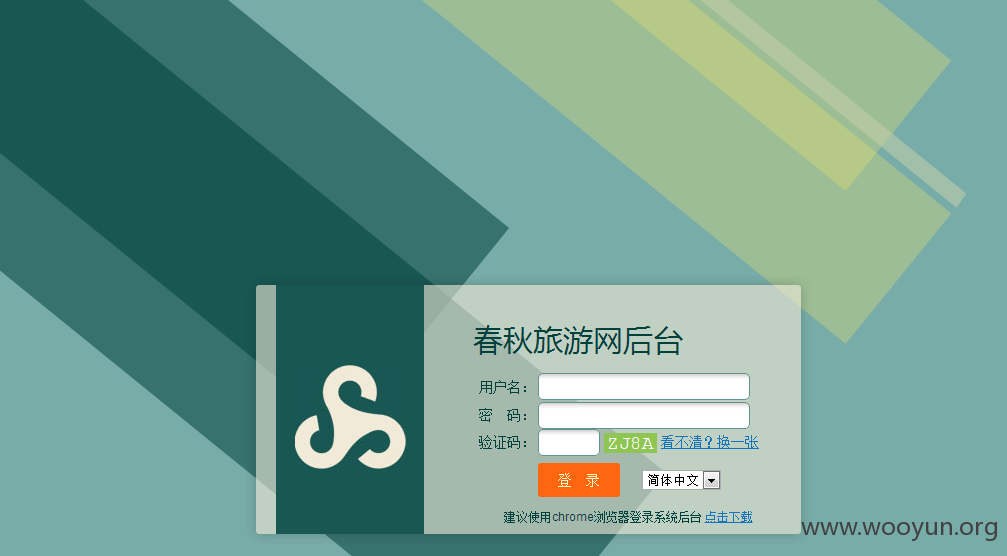 春秋旅游网后台
用户名：
密 码：
验证码： ZJ8A 看不清？换一张
登 录 简体中文
建议使用chrome浏览器登录系统后台 点击下载
www.wooyun.org